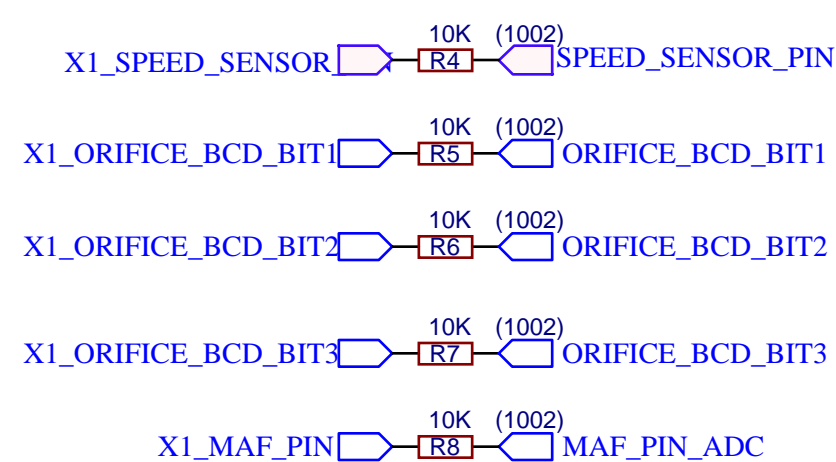 10K (1002)
X1_SPEED_SENSOR_ R4 SPEED_SENSOR_PIN
10K (1002)
X1_ORIFICE_BCD_BIT1 R5 ORIFICE_BCD_BIT1
10K (1002)
X1_ORIFICE_BCD_BIT2 R6 ORIFICE_BCD_BIT2
10K (1002)
X1_ORIFICE_BCD_BIT3 R7 ORIFICE_BCD_BIT3
10K (1002)
X1_MAF_PIN R8 MAF_PIN_ADC